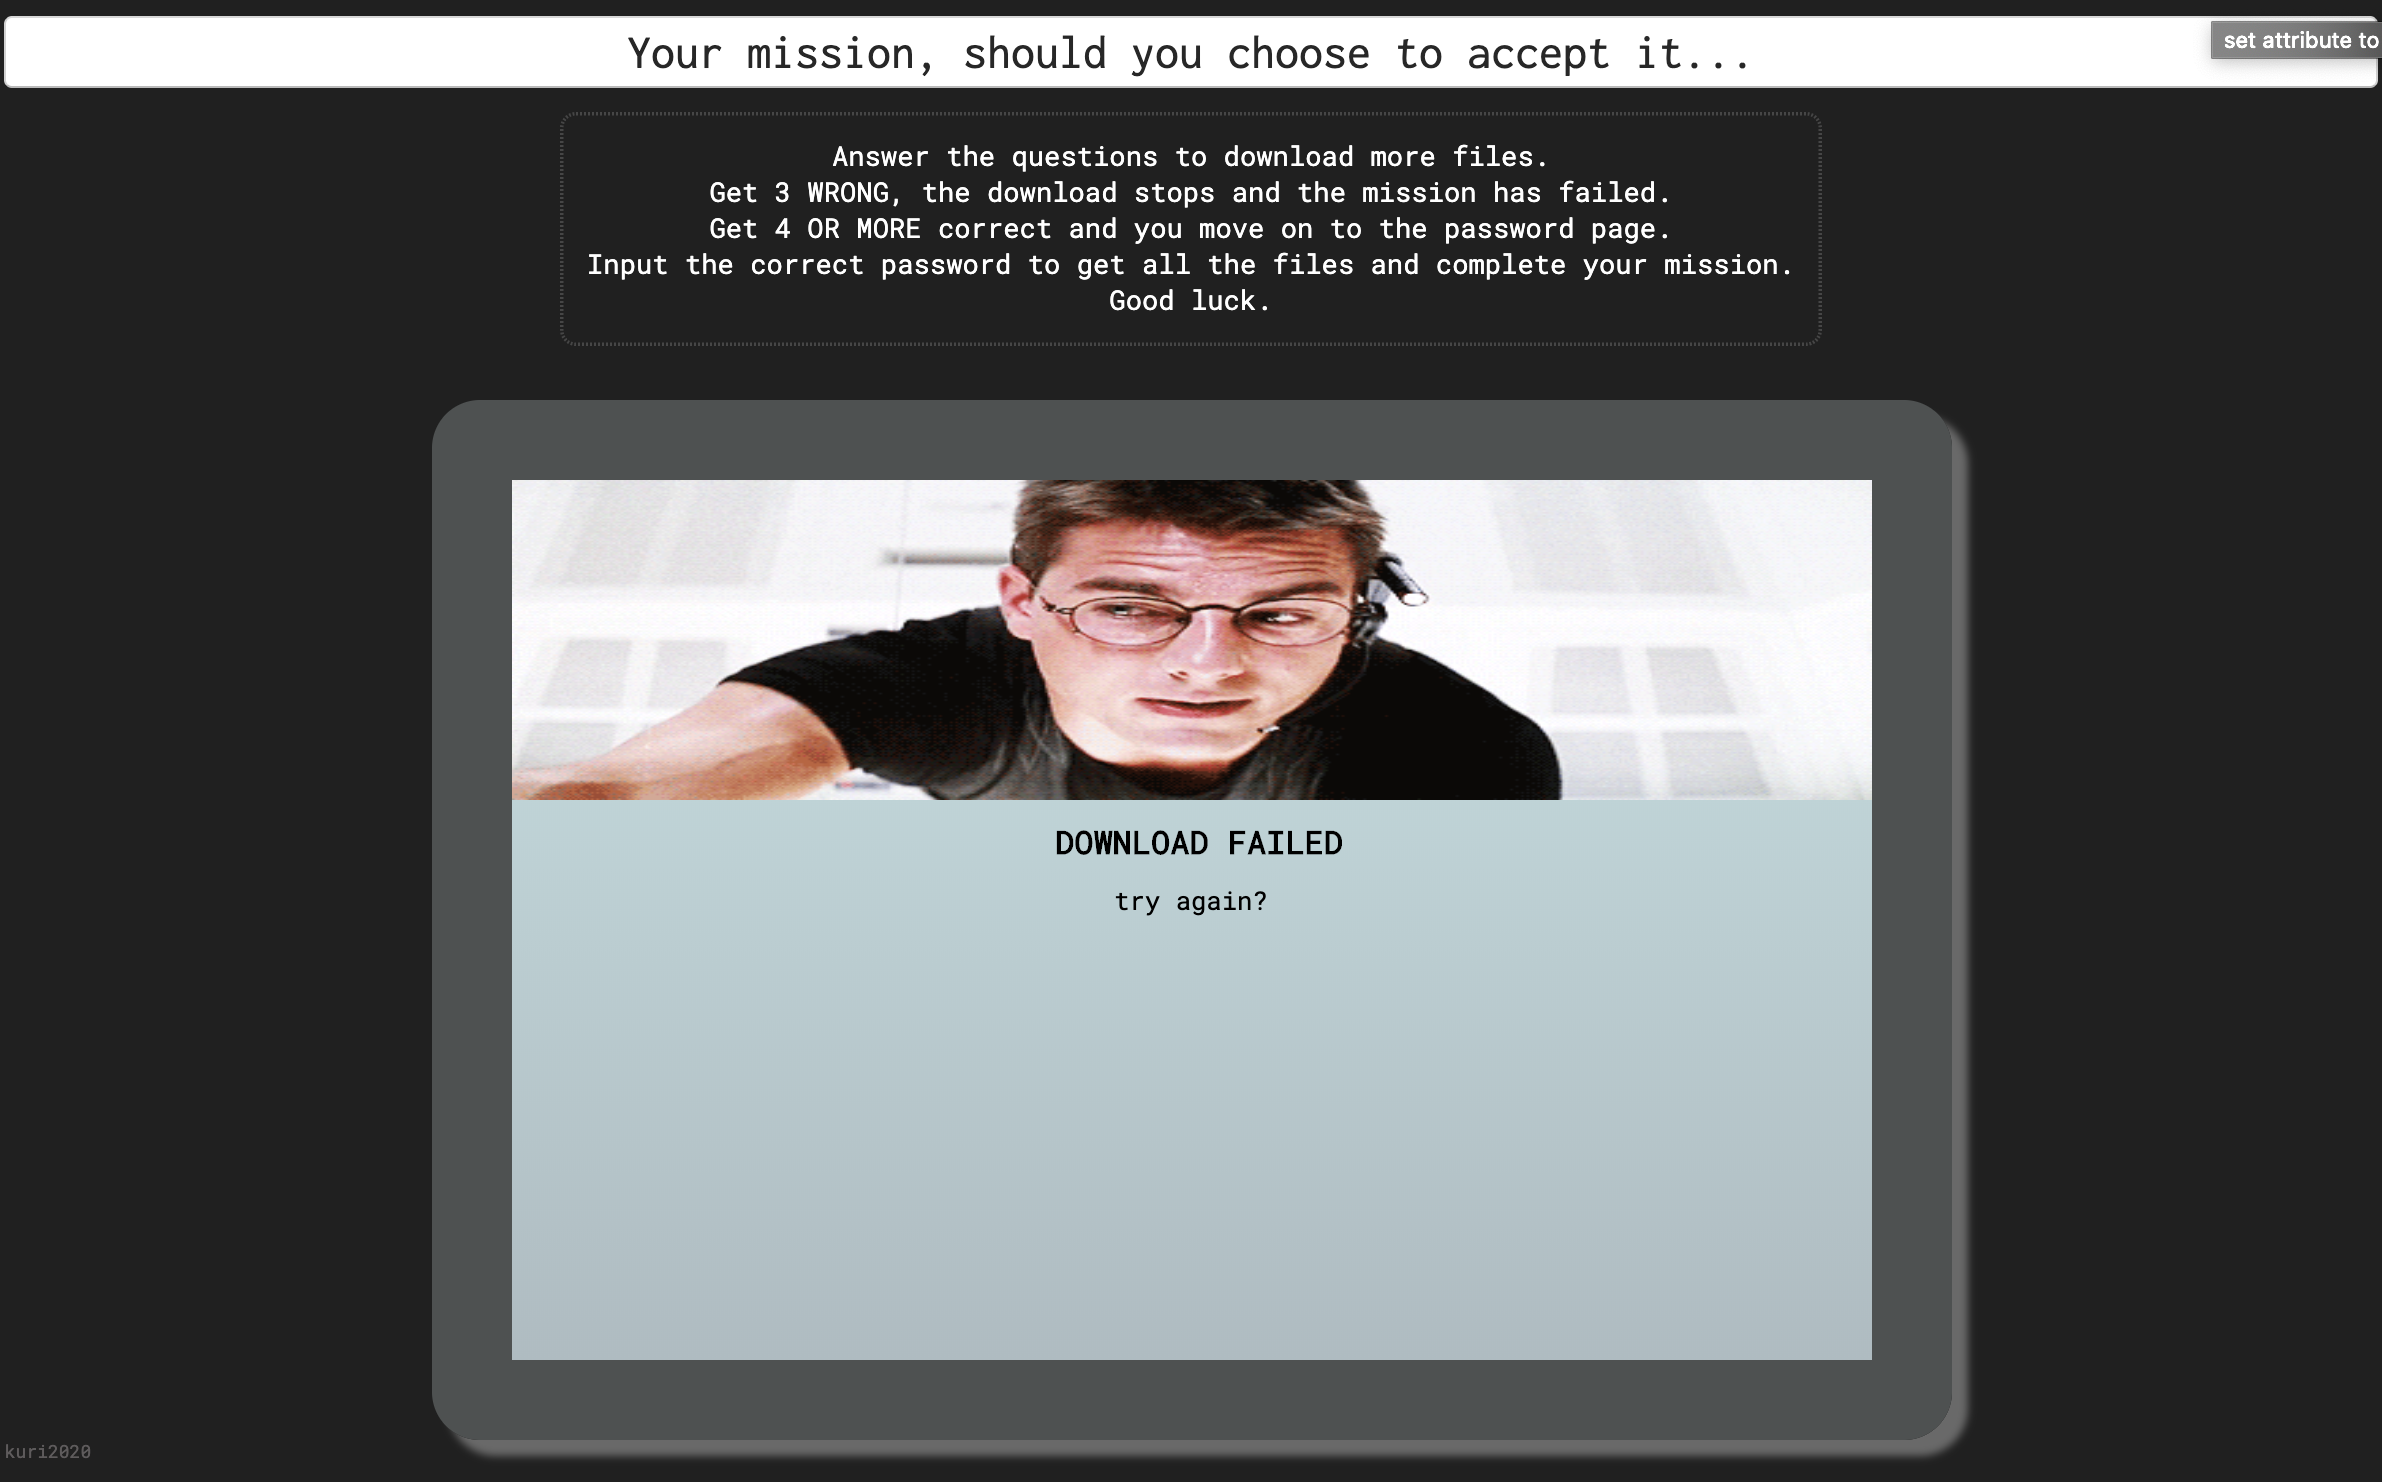 Your mission, should you choose to accept it...
set attribute to
Answer the questions to download more files.
Get 3 WRONG, the download stops and the mission has failed.
Get 4 OR MORE correct and you move on to the password page.
Input the correct password to get all the files and complete your mission.
Good luck.
DOWNLOAD FAILED
try again?
kuri2020